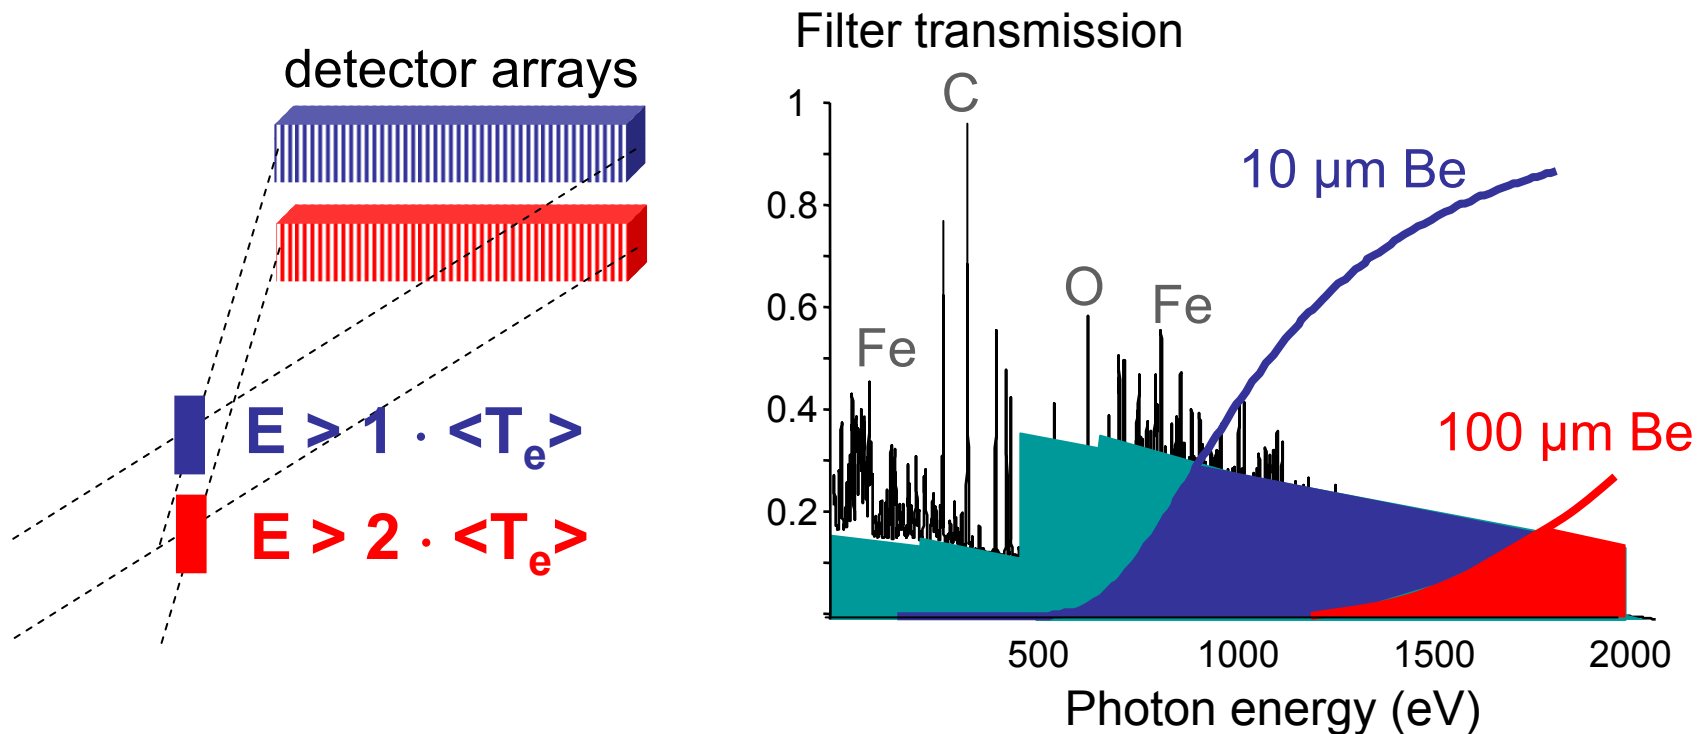 detector arrays
E > 1 · <Te>
E > 2 · <Te>
Filter transmission
1
0.8
0.6
0.4
0.2
C
O
Fe
Fe
10 µm Be
100 µm Be
500
1000
1500
2000
Photon energy (eV)